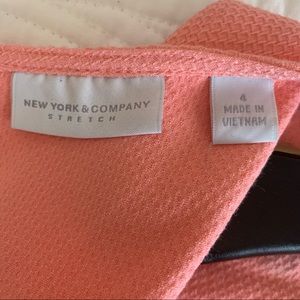 NEW YORK & COMPANY
STRETCH
4
MADE IN
VIETNAM